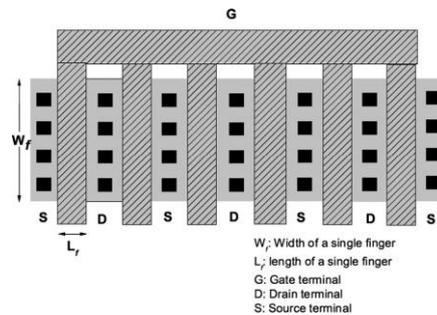 G
W_f
S D S D S D S
L_f
W_f: Width of a single finger
L_f: length of a single finger
G: Gate terminal
D: Drain terminal
S: Source terminal